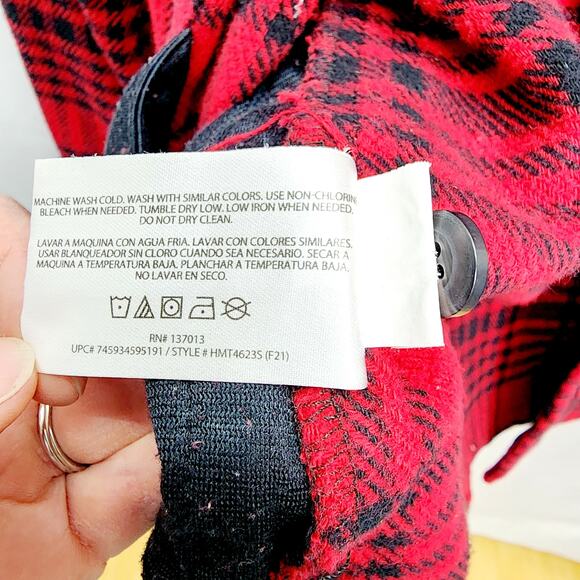 MACHINE WASH COLD. WASH WITH SIMILAR COLORS. USE NON-CHLORINE
BLEACH WHEN NEEDED. TUMBLE DRY LOW. LOW IRON WHEN NEEDED.
DO NOT DRY CLEAN.
LAVAR A MAQUINA CON AGUA FRIA. LAVAR CON COLORES SIMILARES.
USAR BLANQUEADOR SIN CLORO CUANDO SEA NECESARIO. SECAR A
MAQUINA A TEMPERATURA BAJA. PLANCHAR A TEMPERATURA BAJA.
NO LAVAR EN SECO.
RN# 137013
UPC# 745934595191 / STYLE # HMT4623S (F21)